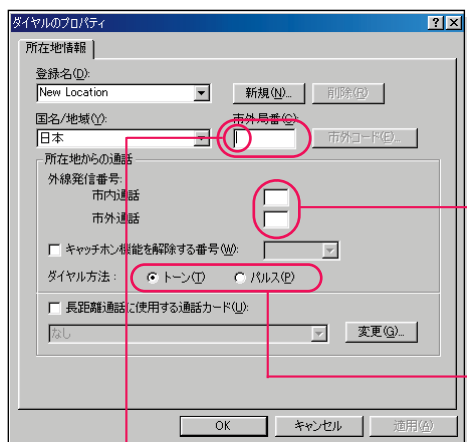 ダイヤルのプロパティ
所在地情報
登録名(D):
New Location 新規(N)... 削除(R)
国名/地域(Y): 市外局番(C):
日本 市外コード(E)...
所在地からの通話
外線発信番号:
市内通話
市外通話
キャッチホン機能を解除する番号(W):
ダイヤル方法: トーン(T) パルス(P)
長距離通話に使用する通話カード(U):
なし 変更(G)...
OK キャンセル 適用(A)